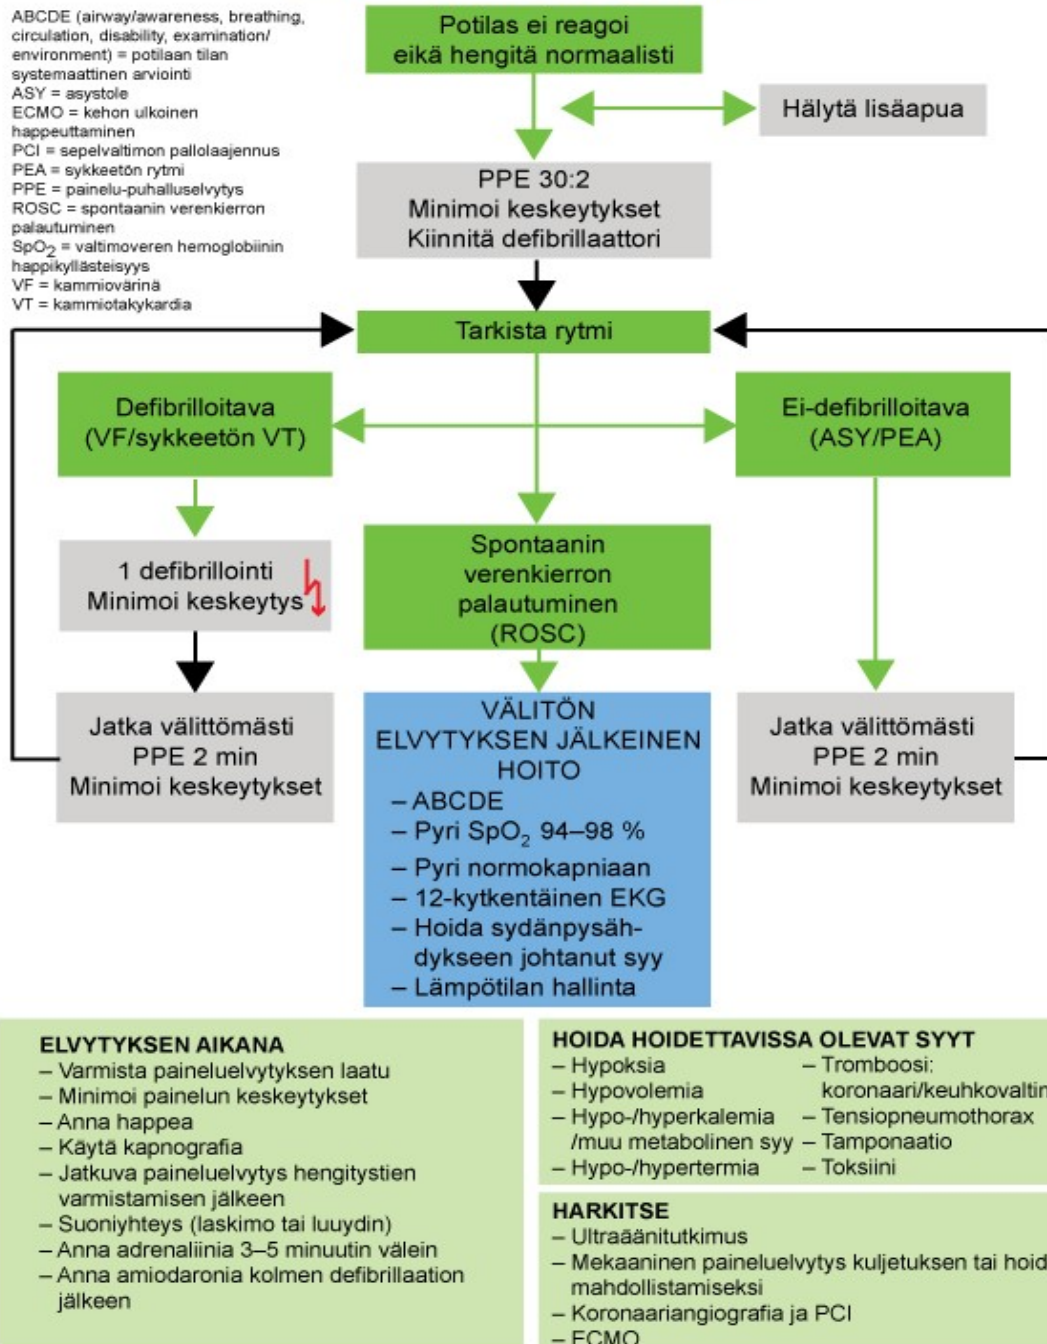 ABCDE (airway/awareness, breathing,
circulation, disability, examination/
environment) = potilaan tilan
systemaattinen arviointi
ASY = asystole
ECMO = kehon ulkoinen
happeuttaminen
PCI = sepelvaltimon pallolaajennus
PEA = sykkeetön rytmi
PPE = painelu-puhalluselvytys
ROSC = spontaanin verenkierron
palautuminen
SpO2 = valtimoveren hemoglobiinin
happikyllästeisyys
VF = kammiovärinä
VT = kammiotakykardia
Potilas ei reagoi
eikä hengitä normaalisti
Hälytä lisäapua
PPE 30:2
Minimoi keskeytykset
Kiinnitä defibrillaattori
Tarkista rytmi
Defibrilloitava
(VF/sykkeetön VT)
Ei-defibrilloitava
(ASY/PEA)
1 defibrillointi
Minimoi keskeytys
Spontaanin
verenkierron
palautuminen
(ROSC)
Jatka välittömästi
PPE 2 min
Minimoi keskeytykset
VÄLITÖN
ELVYTYKSEN JÄLKEINEN
HOITO
– ABCDE
– Pyri SpO₂ 94–98 %
– Pyri normokapniaan
– 12-kytkentäinen EKG
– Hoida sydänpysäh-
dykseen johtanut syy
– Lämpötilan hallinta
Jatka välittömästi
PPE 2 min
Minimoi keskeytykset
ELVYTYKSEN AIKANA
– Varmista paineluelvytyksen laatu
– Minimoi painelun keskeytykset
– Anna happea
– Käytä kapnografia
– Jatkuva paineluelvytys hengitystien
varmistamisen jälkeen
– Suoniyhteys (laskimo tai luuydin)
– Anna adrenaliinia 3–5 minuutin välein
– Anna amiodaronia kolmen defibrillaation
jälkeen
HOIDA HOIDETTAVISSA OLEVAT SYYT
– Hypoksia
– Hypovolemia
– Hypo-/hyperkalemia
/muu metabolinen syy
– Hypo-/hypertermia
– Tromboosi:
koronaari/keuhkovaltin
– Tensiopneumothorax
– Tamponaatio
– Toksiini
HARKITSE
– Ultraäänitutkimus
– Mekaaninen paineluelvytys kuljetuksen tai hoid
mahdollistamiseksi
– Koronaariangiografia ja PCI
– ECMO